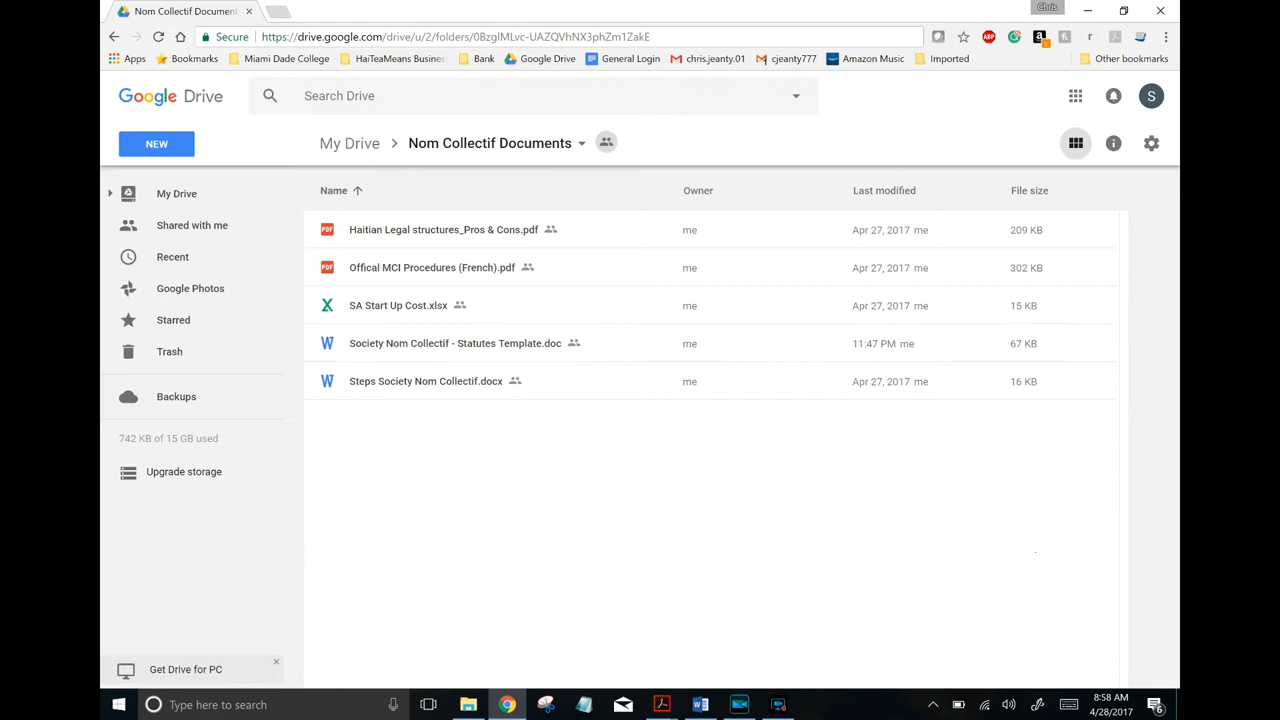 Nom Collectif Documents
Chris
Secure
https://drive.google.com/drive/u/2/folders/0BzglMLvc-UAZQVhNX3phZm1ZakE
ABP
5
Apps
Bookmarks
Miami Dade College
HaiTeaMeans Busines
Bank
Google Drive
General Login
chris.jeanty.01
cjeanty777
Amazon Music
Imported
Other bookmarks
Google Drive
Search Drive
S
NEW
My Drive
Nom Collectif Documents
My Drive
Shared with me
Recent
Google Photos
Starred
Trash
Backups
742 KB of 15 GB used
Upgrade storage
Name Owner Last modified File size
PDF Haitian Legal structures_Pros & Cons.pdf me Apr 27, 2017 me 209 KB
PDF Offical MCI Procedures (French).pdf me Apr 27, 2017 me 302 KB
X SA Start Up Cost.xlsx me Apr 27, 2017 me 15 KB
W Society Nom Collectif - Statutes Template.doc me 11:47 PM me 67 KB
W Steps Society Nom Collectif.docx me Apr 27, 2017 me 16 KB
Get Drive for PC
Type here to search
8:58 AM
4/28/2017
6